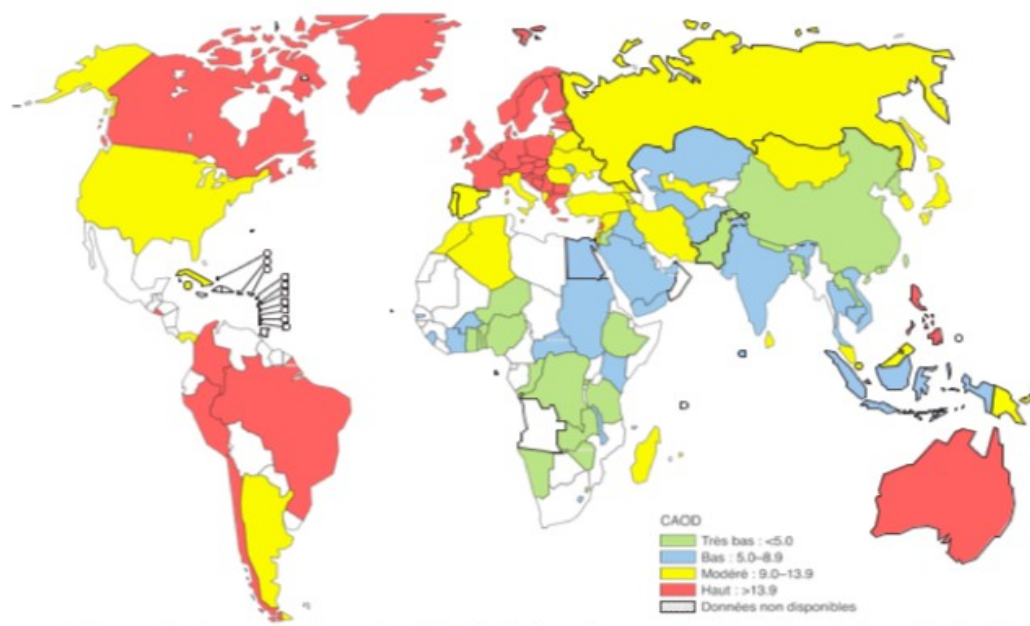 CAOD
Très bas : <5.0
Bas : 5.0–8.9
Modéré : 9.0–13.9
Haut : >13.9
Données non disponibles